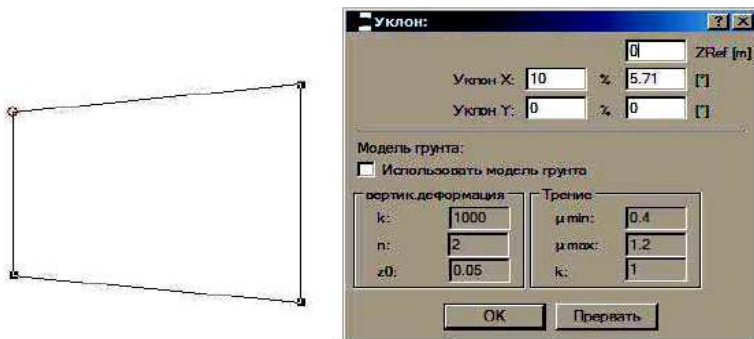 Уклон:
0 ZRef [m]
Уклон X: 10 % 5.71 [°]
Уклон Y: 0 % 0 [°]
Модель грунта:
Использовать модель грунта
вертик.деформация Трение
k: 1000 μ min: 0.4
n: 2 μ max: 1.2
z0: 0.05 k: 1
OK Прервать